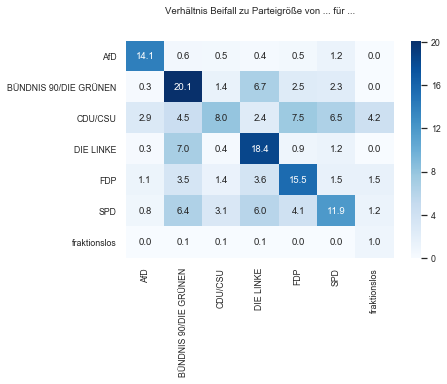 Verhältnis Beifall zu Parteigröße von ... für ...
AfD 14.1 0.6 0.5 0.4 0.5 1.2 0.0
BÜNDNIS 90/DIE GRÜNEN 0.3 20.1 1.4 6.7 2.5 2.3 0.0
CDU/CSU 2.9 4.5 8.0 2.4 7.5 6.5 4.2
DIE LINKE 0.3 7.0 0.4 18.4 0.9 1.2 0.0
FDP 1.1 3.5 1.4 3.6 15.5 1.5 1.5
SPD 0.8 6.4 3.1 6.0 4.1 11.9 1.2
fraktionslos 0.0 0.1 0.1 0.1 0.0 0.0 1.0
AfD
BÜNDNIS 90/DIE GRÜNEN
CDU/CSU
DIE LINKE
FDP
SPD
fraktionslos
20
16
12
8
4
0